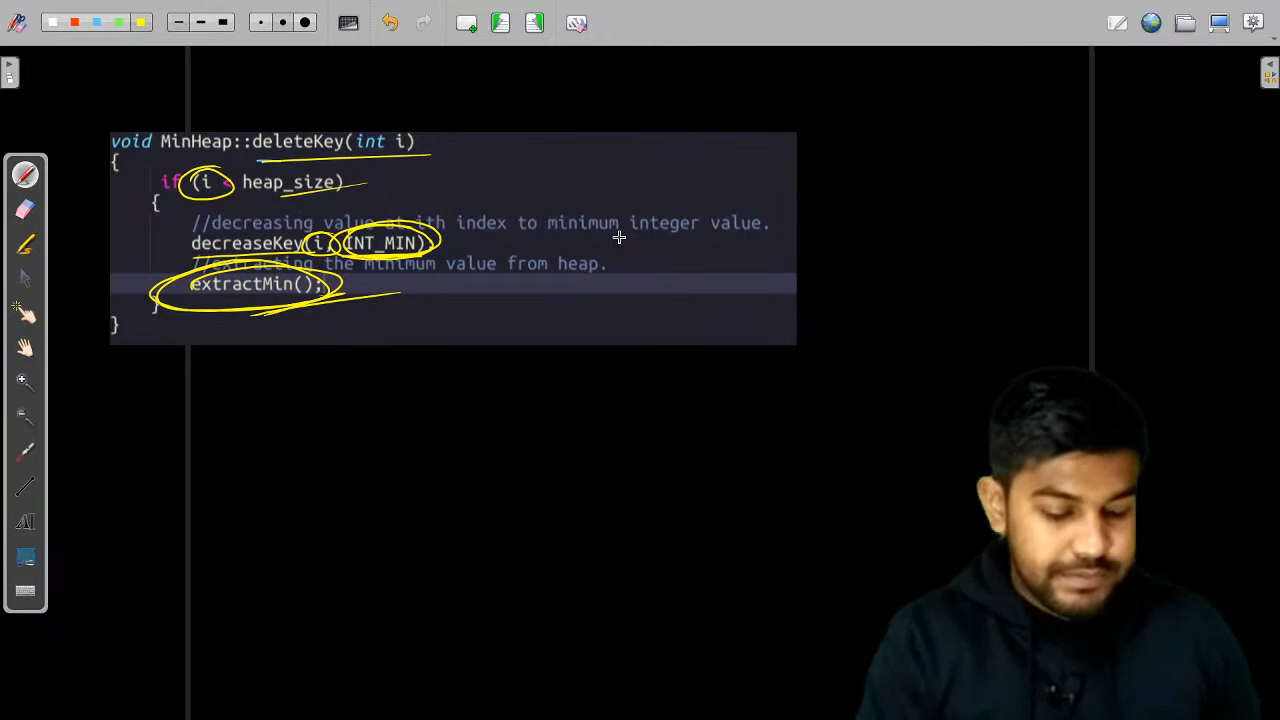 void MinHeap::deleteKey(int i)
{
if (i < heap_size)
{
//decreasing value at ith index to minimum integer value.
decreaseKey(i, INT_MIN);
//extracting the minimum value from heap.
extractMin();
}
}